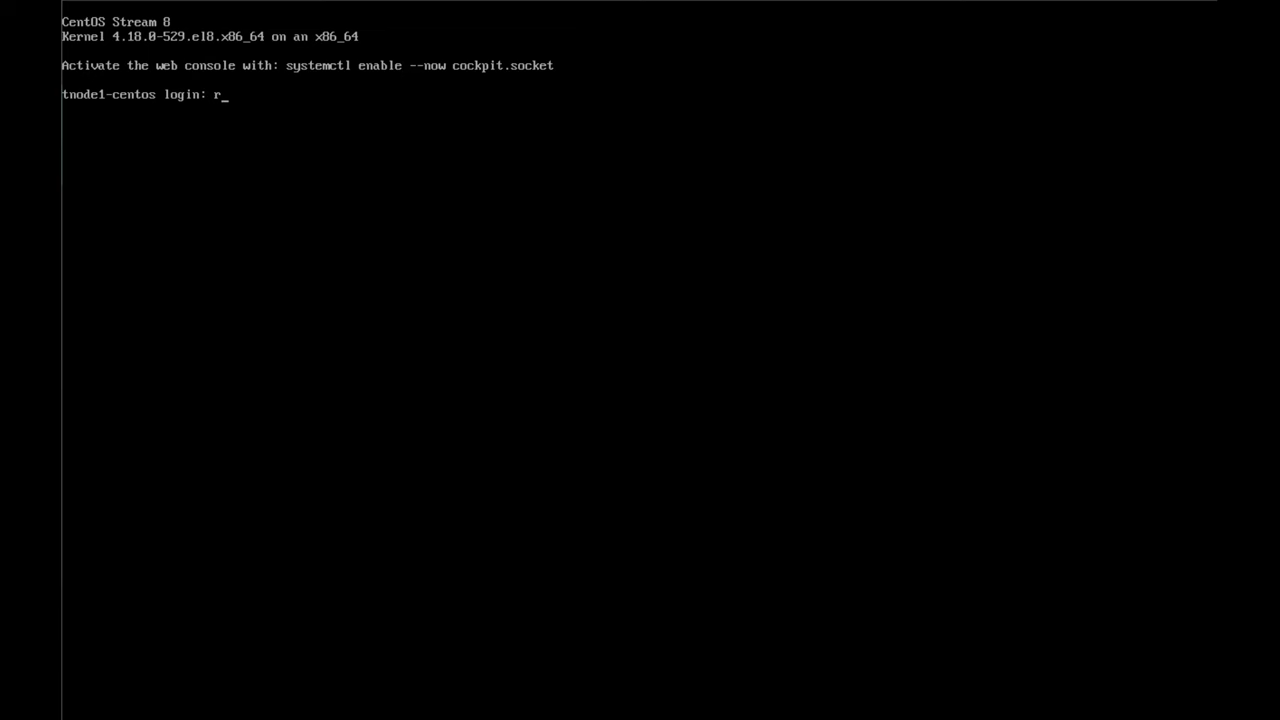 CentOS Stream 8
Kernel 4.18.0-529.el8.x86_64 on an x86_64
Activate the web console with: systemctl enable --now cockpit.socket
tnode1-centos login: r_